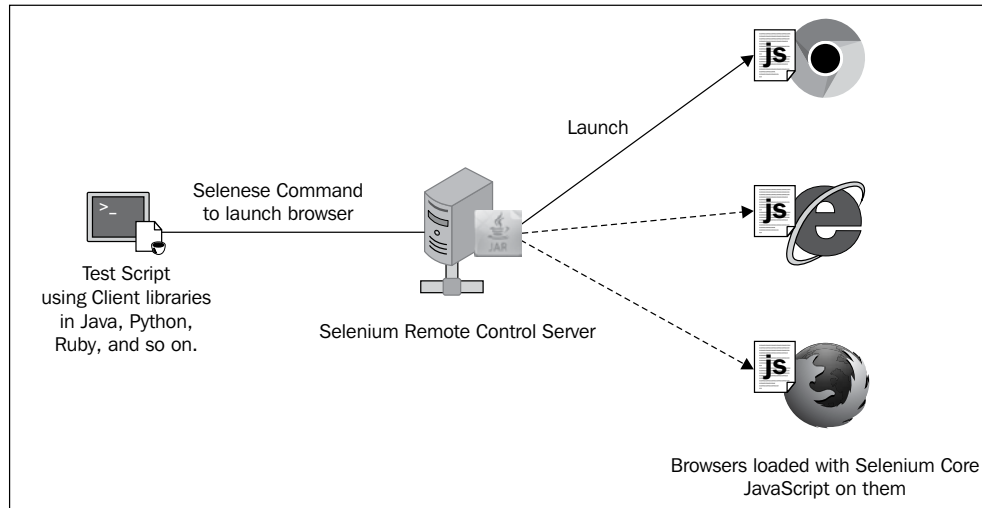 js
Launch
Selenese Command
to launch browser
>_
JAR
js
Test Script
using Client libraries
in Java, Python,
Ruby, and so on.
Selenium Remote Control Server
js
Browsers loaded with Selenium Core
JavaScript on them